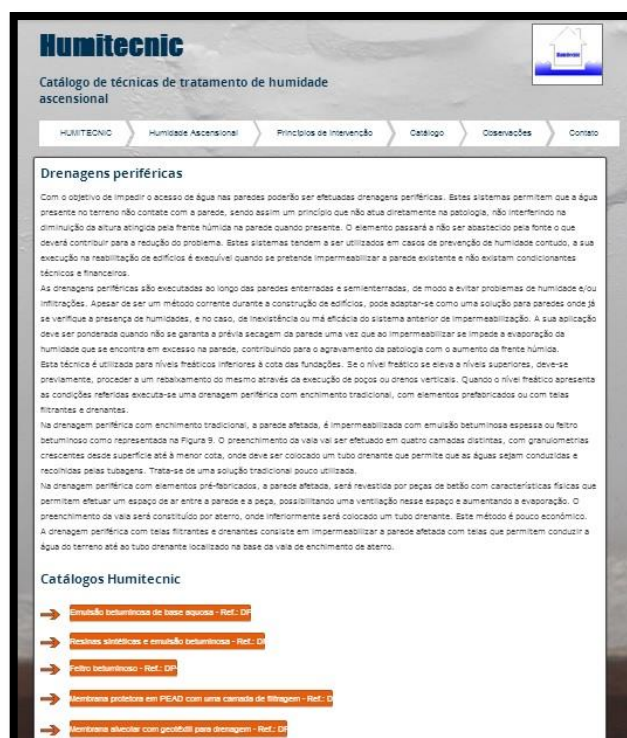 Humitecnic
Humitecnic
Catálogo de técnicas de tratamento de humidade
ascensional
HUMITECNIC
Humidade Ascensional
Princípios de Intervenção
Catálogo
Observações
Contato
Drenagens periféricas
Com o objetivo de impedir o acesso de água nas paredes poderão ser efetuadas drenagens periféricas. Estes sistemas permitem que a água
presente no terreno não contate com a parede, sendo assim um princípio que não atua diretamente na patologia, não interferindo na
diminuição da altura atingida pela frente húmida na parede quando presente. O elemento passará a não ser abastecido pela fonte o que
deverá contribuir para a redução do problema. Estes sistemas tendem a ser utilizados em casos de prevenção de humidade contudo, a sua
execução na reabilitação de edifícios é exequível quando se pretende impermeabilizar a parede existente e não existam condicionantes
técnicos e financeiros.
As drenagens periféricas são executadas ao longo das paredes enterradas e semienterradas, de modo a evitar problemas de humidade e/ou
infiltrações. Apesar de ser um método corrente durante a construção de edifícios, pode adaptar-se como uma solução para paredes onde já
se verifique a presença de humidades, e no caso, de inexistência ou má eficácia do sistema anterior de impermeabilização. A sua aplicação
deve ser ponderada quando não se garanta a prévia secagem da parede uma vez que ao impermeabilizar se impede a evaporação da
humidade que se encontra em excesso na parede, contribuindo para o agravamento da patologia com o aumento da frente húmida.
Esta técnica é utilizada para níveis freáticos inferiores à cota das fundações. Se o nível freático se eleva a níveis superiores, deve-se
previamente, proceder a um rebaixamento do mesmo através da execução de poços ou drenos verticais. Quando o nível freático apresenta
as condições referidas executa-se uma drenagem periférica com enchimento tradicional, com elementos prefabricados ou com telas
filtrantes e drenantes.
Na drenagem periférica com enchimento tradicional, a parede afetada, é impermeabilizada com emulsão betuminosa espessa ou feltro
betuminoso como representada na Figura 9. O preenchimento da vala vai ser efetuado em quatro camadas distintas, com granulometrias
crescentes desde superfície até à menor cota, onde deve ser colocado um tubo drenante que permite que as águas sejam conduzidas e
recolhidas pelas tubagens. Trata-se de uma solução tradicional pouco utilizada.
Na drenagem periférica com elementos pré-fabricados, a parede afetada, será revestida por peças de betão com características físicas que
permitem efetuar um espaço de ar entre a parede e a peça, possibilitando uma ventilação nesse espaço e aumentando a evaporação. O
preenchimento da vala será constituído por aterro, onde inferiormente será colocado um tubo drenante. Este método é pouco económico.
A drenagem periférica com telas filtrantes e drenantes consiste em impermeabilizar a parede afetada com telas que permitem conduzir a
água do terreno até ao tubo drenante localizado na base da vala de enchimento de aterro.
Catálogos Humitecnic
Emulsão betuminosa de base aquosa - Ref.: DP
Resinas sintéticas e emulsão betuminosa - Ref.: DP
Feltro betuminoso - Ref.: DP
Membrana protetora em PEAD com uma camada de filtragem - Ref.: D
Membrana alveolar com geotêxtil para drenagem - Ref.: DP